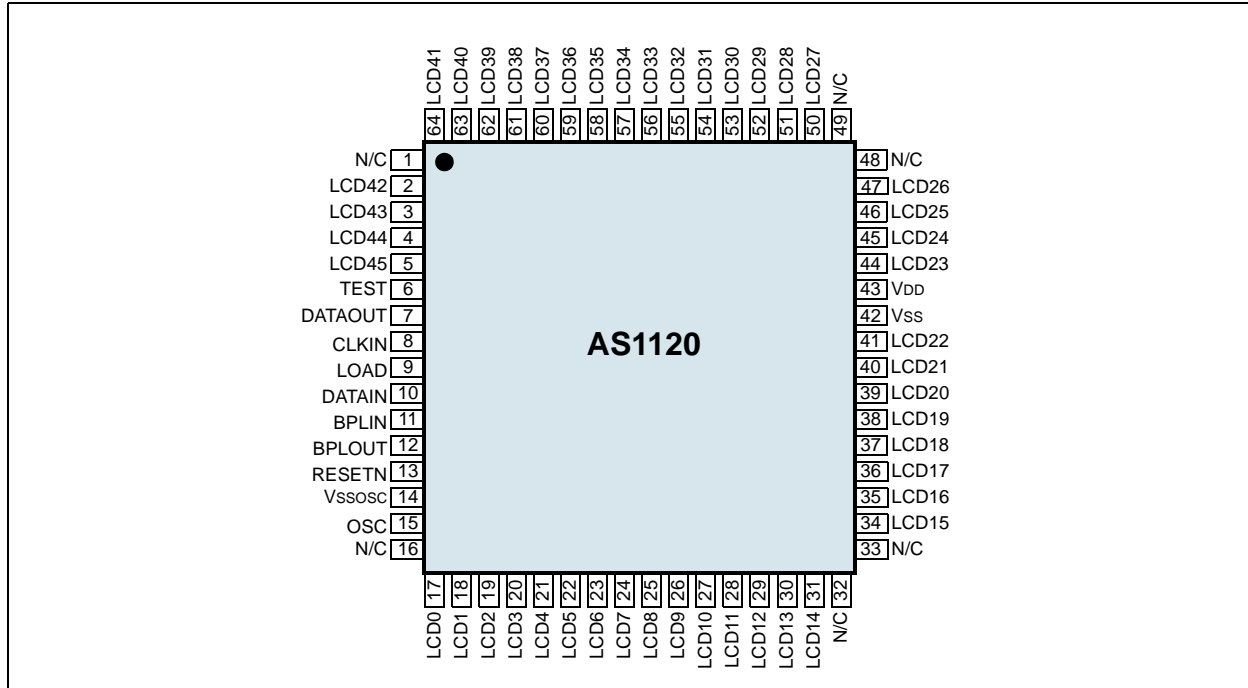 LCD41
LCD40
LCD39
LCD38
LCD37
LCD36
LCD35
LCD34
LCD33
LCD32
LCD31
LCD30
LCD29
LCD28
LCD27
N/C
64
63
62
61
60
59
58
57
56
55
54
53
52
51
50
49
N/C 1
LCD42 2
LCD43 3
LCD44 4
LCD45 5
TEST 6
DATAOUT 7
CLKIN 8
LOAD 9
DATAIN 10
BPLIN 11
BPLOUT 12
RESETN 13
VSSOSC 14
OSC 15
N/C 16
AS1120
48 N/C
47 LCD26
46 LCD25
45 LCD24
44 LCD23
43 VDD
42 VSS
41 LCD22
40 LCD21
39 LCD20
38 LCD19
37 LCD18
36 LCD17
35 LCD16
34 LCD15
33 N/C
17
18
19
20
21
22
23
24
25
26
27
28
29
30
31
32
LCD0
LCD1
LCD2
LCD3
LCD4
LCD5
LCD6
LCD7
LCD8
LCD9
LCD10
LCD11
LCD12
LCD13
LCD14
N/C